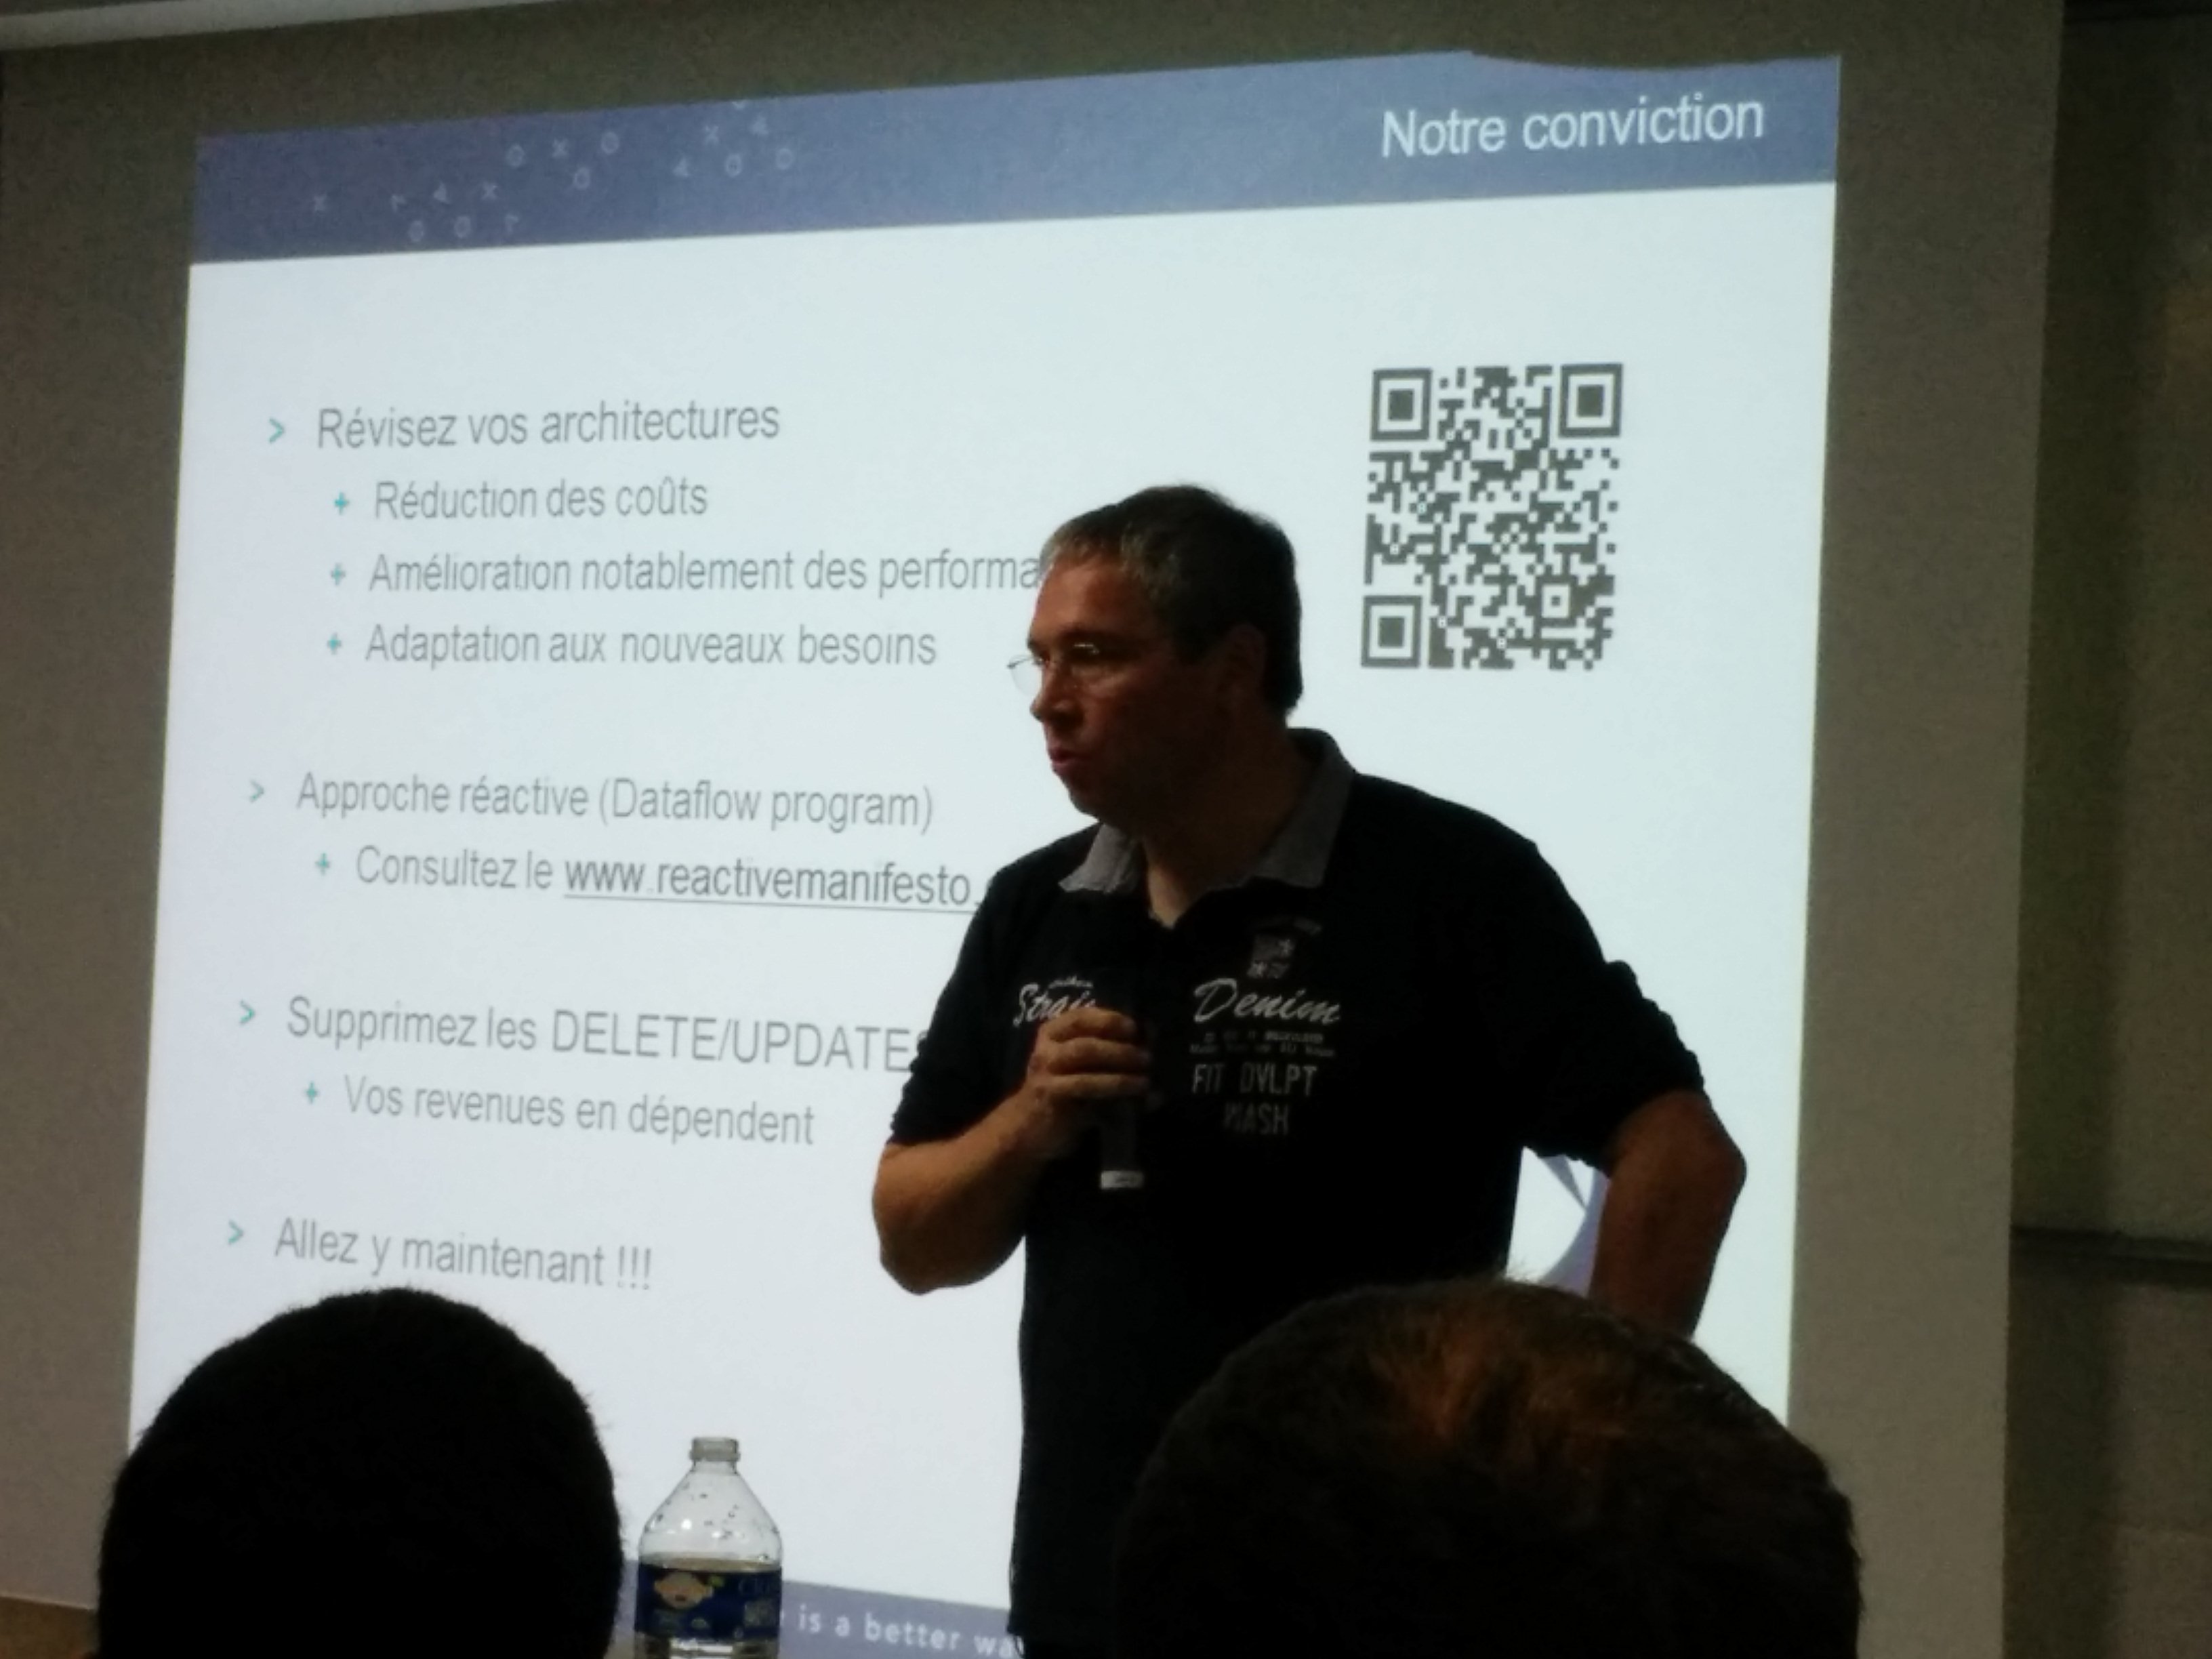 Notre conviction
> Révisez vos architectures
+ Réduction des coûts
+ Amélioration notablement des performa
+ Adaptation aux nouveaux besoins
> Approche réactive (Dataflow program)
+ Consultez le www.reactivemanifesto.
> Supprimez les DELETE/UPDATES
+ Vos revenues en dépendent
> Allez y maintenant !!!
Denim
FIT DVLPT
WASH
is a better wa